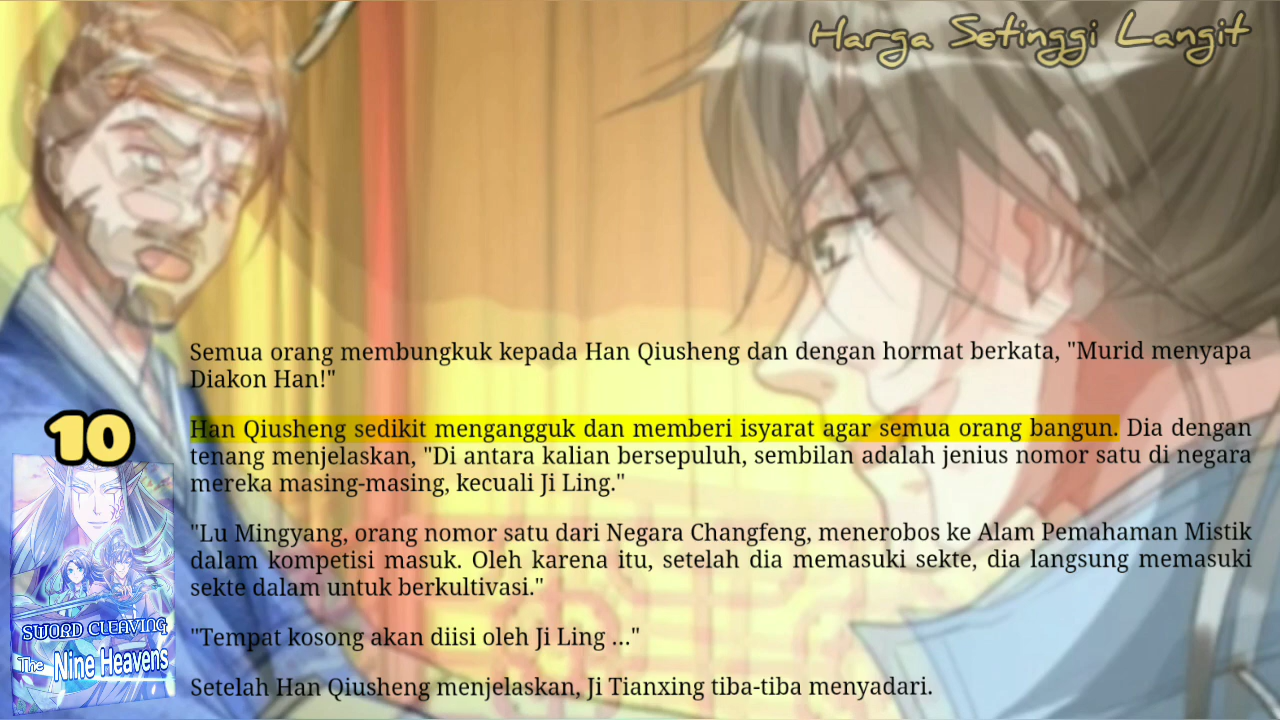 Harga Setinggi Langit
Semua orang membungkuk kepada Han Qiusheng dan dengan hormat berkata, "Murid menyapa
Diakon Han!"
Han Qiusheng sedikit mengangguk dan memberi isyarat agar semua orang bangun. Dia dengan
tenang menjelaskan, "Di antara kalian bersepuluh, sembilan adalah jenius nomor satu di negara
mereka masing-masing, kecuali Ji Ling."
"Lu Mingyang, orang nomor satu dari Negara Changfeng, menerobos ke Alam Pemahaman Mistik
dalam kompetisi masuk. Oleh karena itu, setelah dia memasuki sekte, dia langsung memasuki
sekte dalam untuk berkultivasi."
"Tempat kosong akan diisi oleh Ji Ling ..."
Setelah Han Qiusheng menjelaskan, Ji Tianxing tiba-tiba menyadari.
10
SWORD CLEAVING
The Nine Heavens